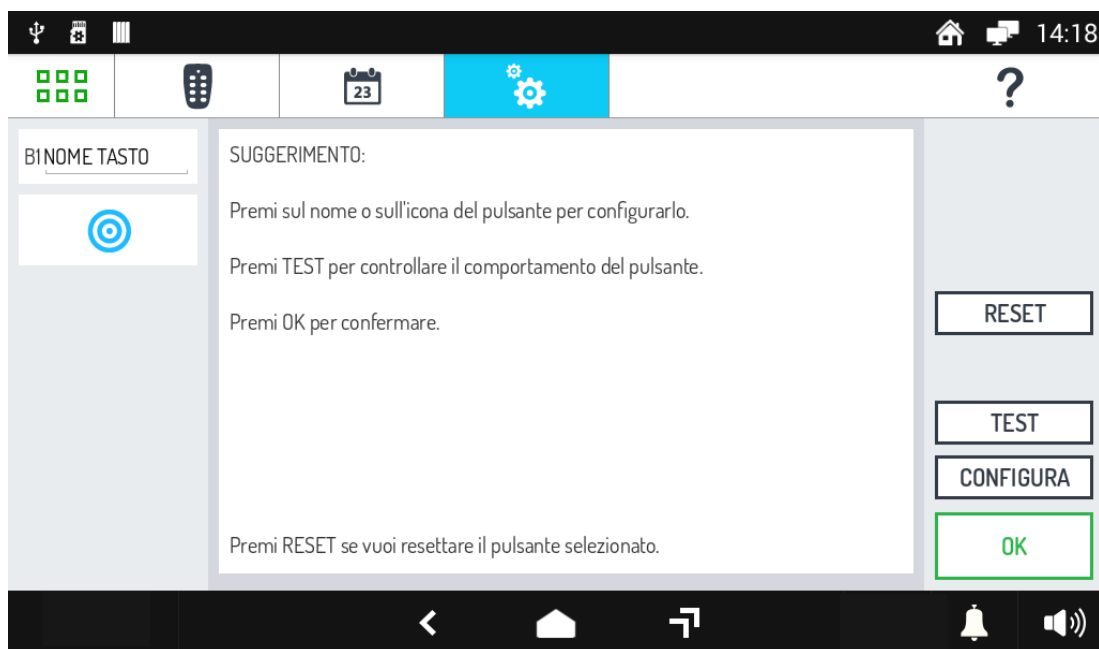 14:18
23
?
B1 NOME TASTO
SUGGERIMENTO:
Premi sul nome o sull'icona del pulsante per configurarlo.
Premi TEST per controllare il comportamento del pulsante.
Premi OK per confermare.
RESET
TEST
CONFIGURA
Premi RESET se vuoi resettare il pulsante selezionato.
OK